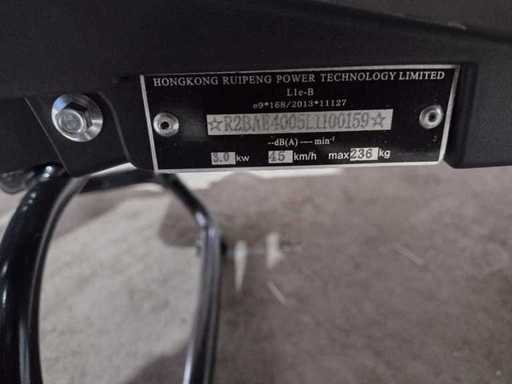 HONGKONG RUIPENG POWER TECHNOLOGY LIMITED
L1e-B
e9*168/2013*11127
--dB(A)— min⁻¹
3.0 kw 45 km/h max 236 kg